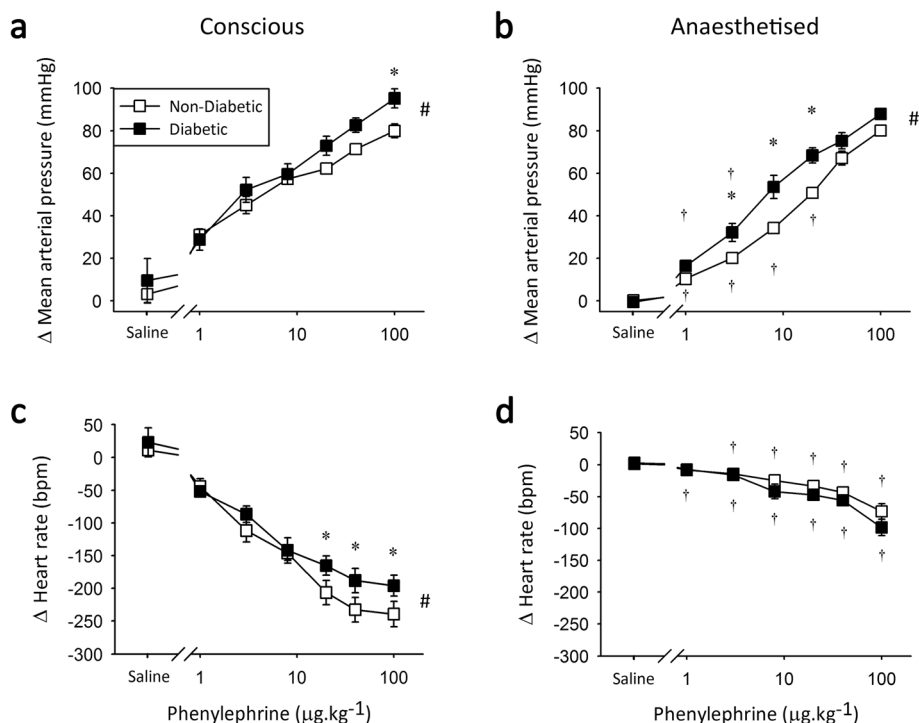 a
Conscious
b
Anaesthetised
Δ Mean arterial pressure (mmHg)
100
80
60
40
20
0
Non-Diabetic
Diabetic
*
#
Saline
1
10
100
Δ Mean arterial pressure (mmHg)
100
80
60
40
20
0
†
†
*
*
*
#
†
†
†
†
Saline
1
10
100
c
Δ Heart rate (bpm)
50
0
-50
-100
-150
-200
-250
-300
* * *
#
Saline
1
10
100
Phenylephrine (μg.kg-1)
d
Δ Heart rate (bpm)
50
0
-50
-100
-150
-200
-250
-300
† † † † †
† † † † † †
Saline
1
10
100
Phenylephrine (μg.kg-1)